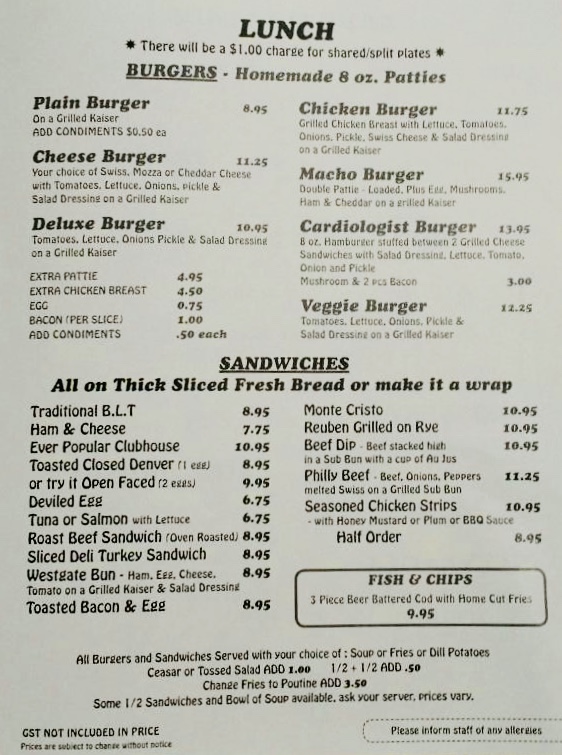 LUNCH
* There will be a $1.00 charge for shared/split plates *
BURGERS - Homemade 8 oz. Patties
Plain Burger 8.95
On a Grilled Kaiser
ADD CONDIMENTS $0.50 ea
Cheese Burger 11.25
Your choice of Swiss, Mozza or Cheddar Cheese
with Tomatoes, Lettuce, Onions, pickle &
Salad Dressing on a Grilled Kaiser
Deluxe Burger 10.95
Tomatoes, Lettuce, Onions Pickle & Salad Dressing
on a Grilled Kaiser
EXTRA PATTIE 4.95
EXTRA CHICKEN BREAST 4.50
EGG 0.75
BACON (PER SLICE) 1.00
ADD CONDIMENTS .50 each
Chicken Burger 11.75
Grilled Chicken Breast with Lettuce, Tomatoes,
Onions, Pickle, Swiss Cheese & Salad Dressing
on a Grilled Kaiser
Macho Burger 15.95
Double Pattie - Loaded, Plus Egg, Mushrooms,
Ham & Cheddar on a grilled Kaiser
Cardiologist Burger 13.95
8 oz. Hamburger stuffed between 2 Grilled Cheese
Sandwiches with Salad Dressing, Lettuce, Tomato,
Onion and Pickle
Mushroom & 2 pcs Bacon 3.00
Veggie Burger 12.25
Tomatoes, Lettuce, Onions, Pickle &
Salad Dressing on a Grilled Kaiser
SANDWICHES
All on Thick Sliced Fresh Bread or make it a wrap
Traditional B.L.T 8.95
Ham & Cheese 7.75
Ever Popular Clubhouse 10.95
Toasted Closed Denver (1 egg) 8.95
or try it Open Faced (2 eggs) 9.95
Deviled Egg 6.75
Tuna or Salmon with Lettuce 6.75
Roast Beef Sandwich (Oven Roasted) 8.95
Sliced Deli Turkey Sandwich 8.95
Westgate Bun - Ham, Egg, Cheese, 8.95
Tomato on a Grilled Kaiser & Salad Dressing
Toasted Bacon & Egg 8.95
Monte Cristo 10.95
Reuben Grilled on Rye 10.95
Beef Dip - Beef stacked high 10.95
in a Sub Bun with a cup of Au Jus
Philly Beef - Beef, Onions, Peppers 11.25
melted Swiss on a Grilled Sub Bun
Seasoned Chicken Strips 10.95
- with Honey Mustard or Plum or BBQ Sauce
Half Order 8.95
FISH & CHIPS
3 Piece Beer Battered Cod with Home Cut Fries
9.95
All Burgers and Sandwiches Served with your choice of : Soup or Fries or Dill Potatoes
Ceasar or Tossed Salad ADD 1.00 1/2 + 1/2 ADD .50
Change Fries to Poutine ADD 3.50
Some 1/2 Sandwiches and Bowl of Soup available, ask your server, prices vary.
GST NOT INCLUDED IN PRICE
Prices are subject to change without notice
Please inform staff of any allergies